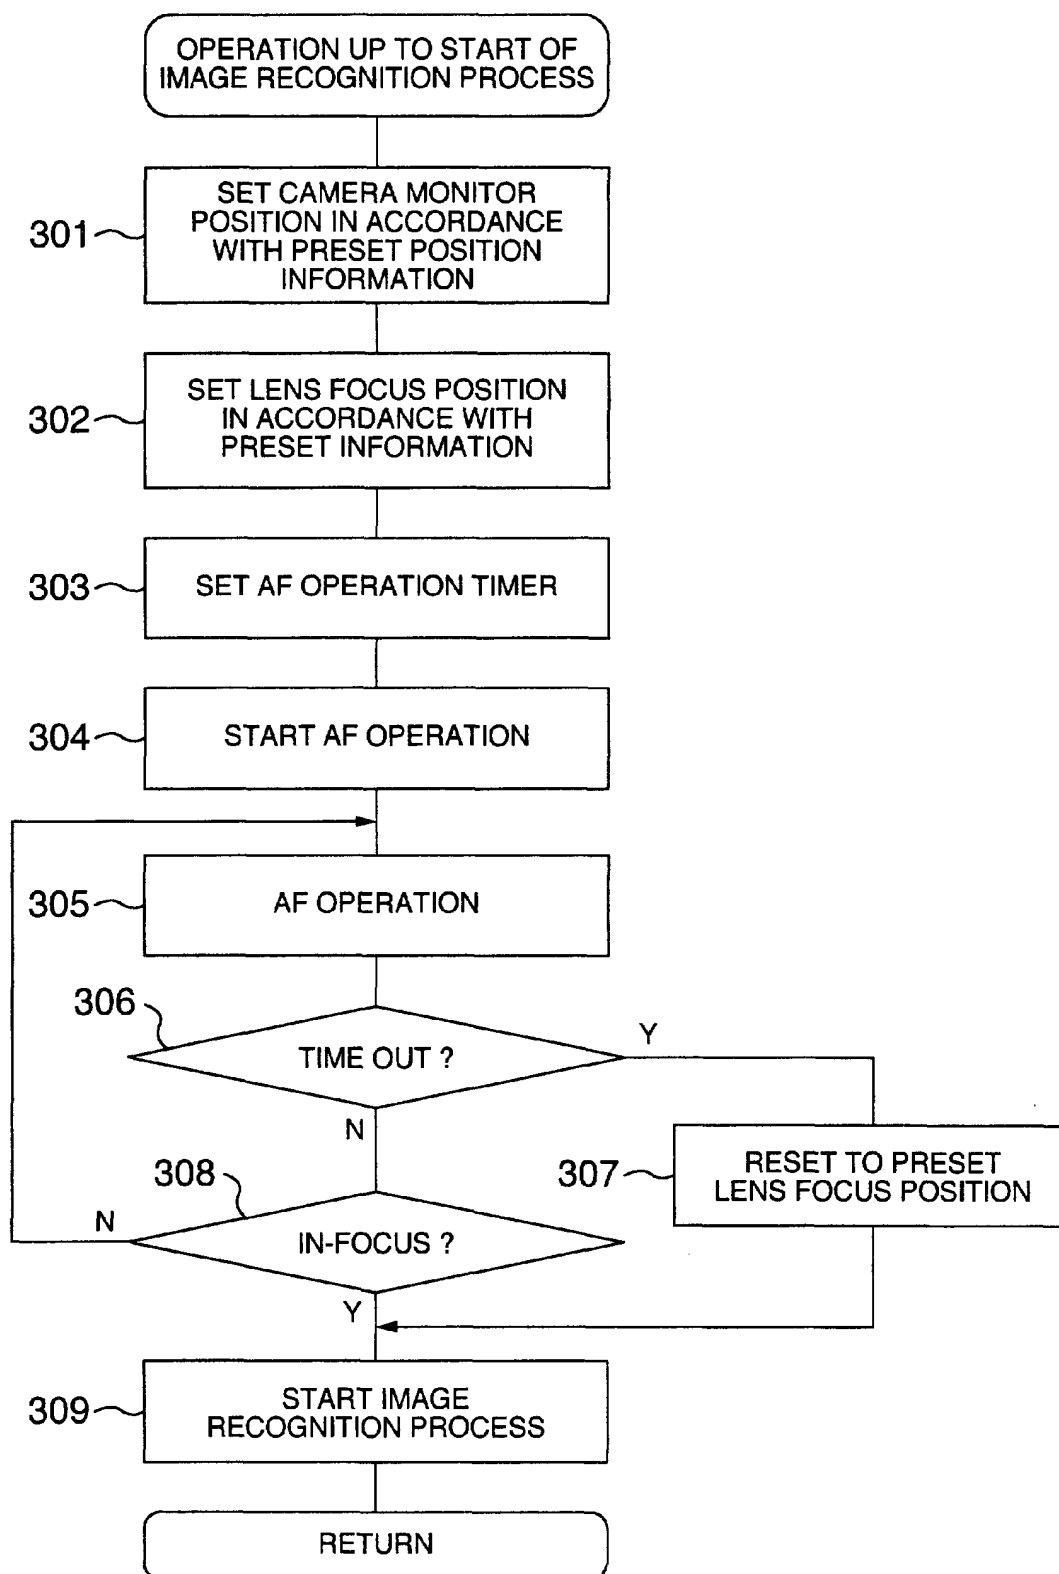 OPERATION UP TO START OF
IMAGE RECOGNITION PROCESS
301
SET CAMERA MONITOR
POSITION IN ACCORDANCE
WITH PRESET POSITION
INFORMATION
302
SET LENS FOCUS POSITION
IN ACCORDANCE WITH
PRESET INFORMATION
303
SET AF OPERATION TIMER
304
START AF OPERATION
305
AF OPERATION
306
TIME OUT ?
Y
N
307
RESET TO PRESET
LENS FOCUS POSITION
308
IN-FOCUS ?
N
Y
309
START IMAGE
RECOGNITION PROCESS
RETURN